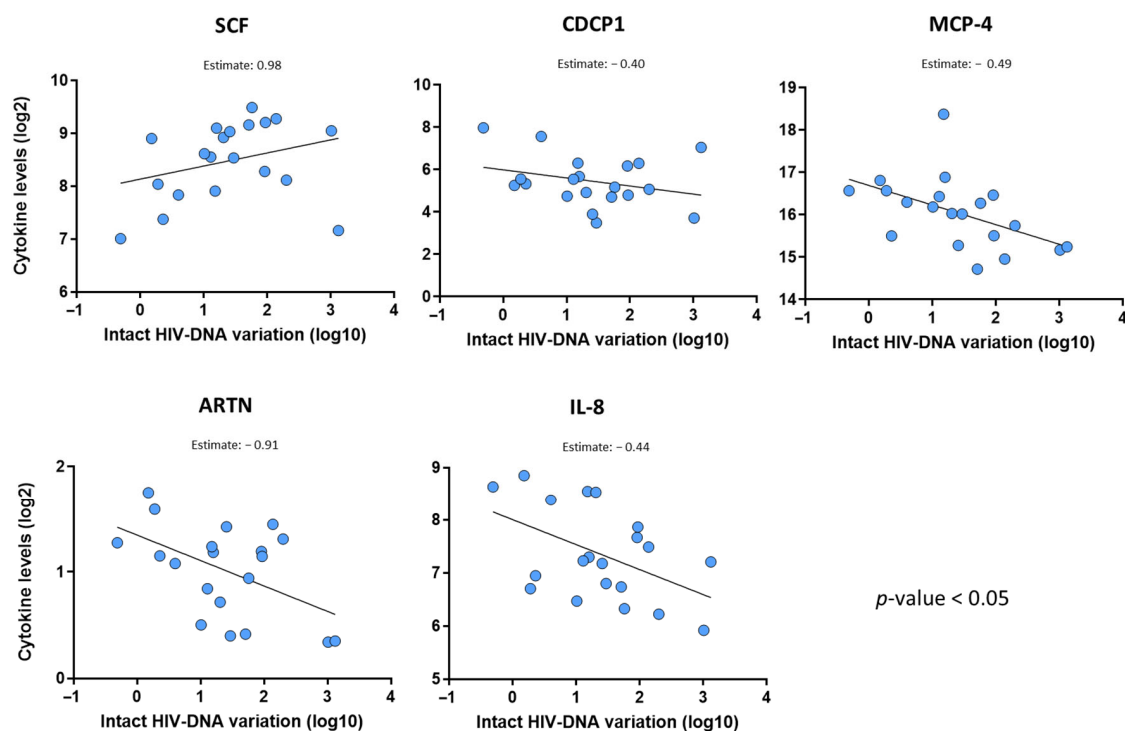 SCF
Estimate: 0.98
Cytokine levels (log2)
10
9
8
7
6
−1 0 1 2 3 4
Intact HIV-DNA variation (log10)
CDCP1
Estimate: − 0.40
10
8
6
4
2
0
−1 0 1 2 3 4
Intact HIV-DNA variation (log10)
MCP-4
Estimate: − 0.49
19
18
17
16
15
14
−1 0 1 2 3 4
Intact HIV-DNA variation (log10)
ARTN
Estimate: − 0.91
Cytokine levels (log2)
2
1
0
−1 0 1 2 3 4
Intact HIV-DNA variation (log10)
IL-8
Estimate: − 0.44
9
8
7
6
5
−1 0 1 2 3 4
Intact HIV-DNA variation (log10)
p-value < 0.05